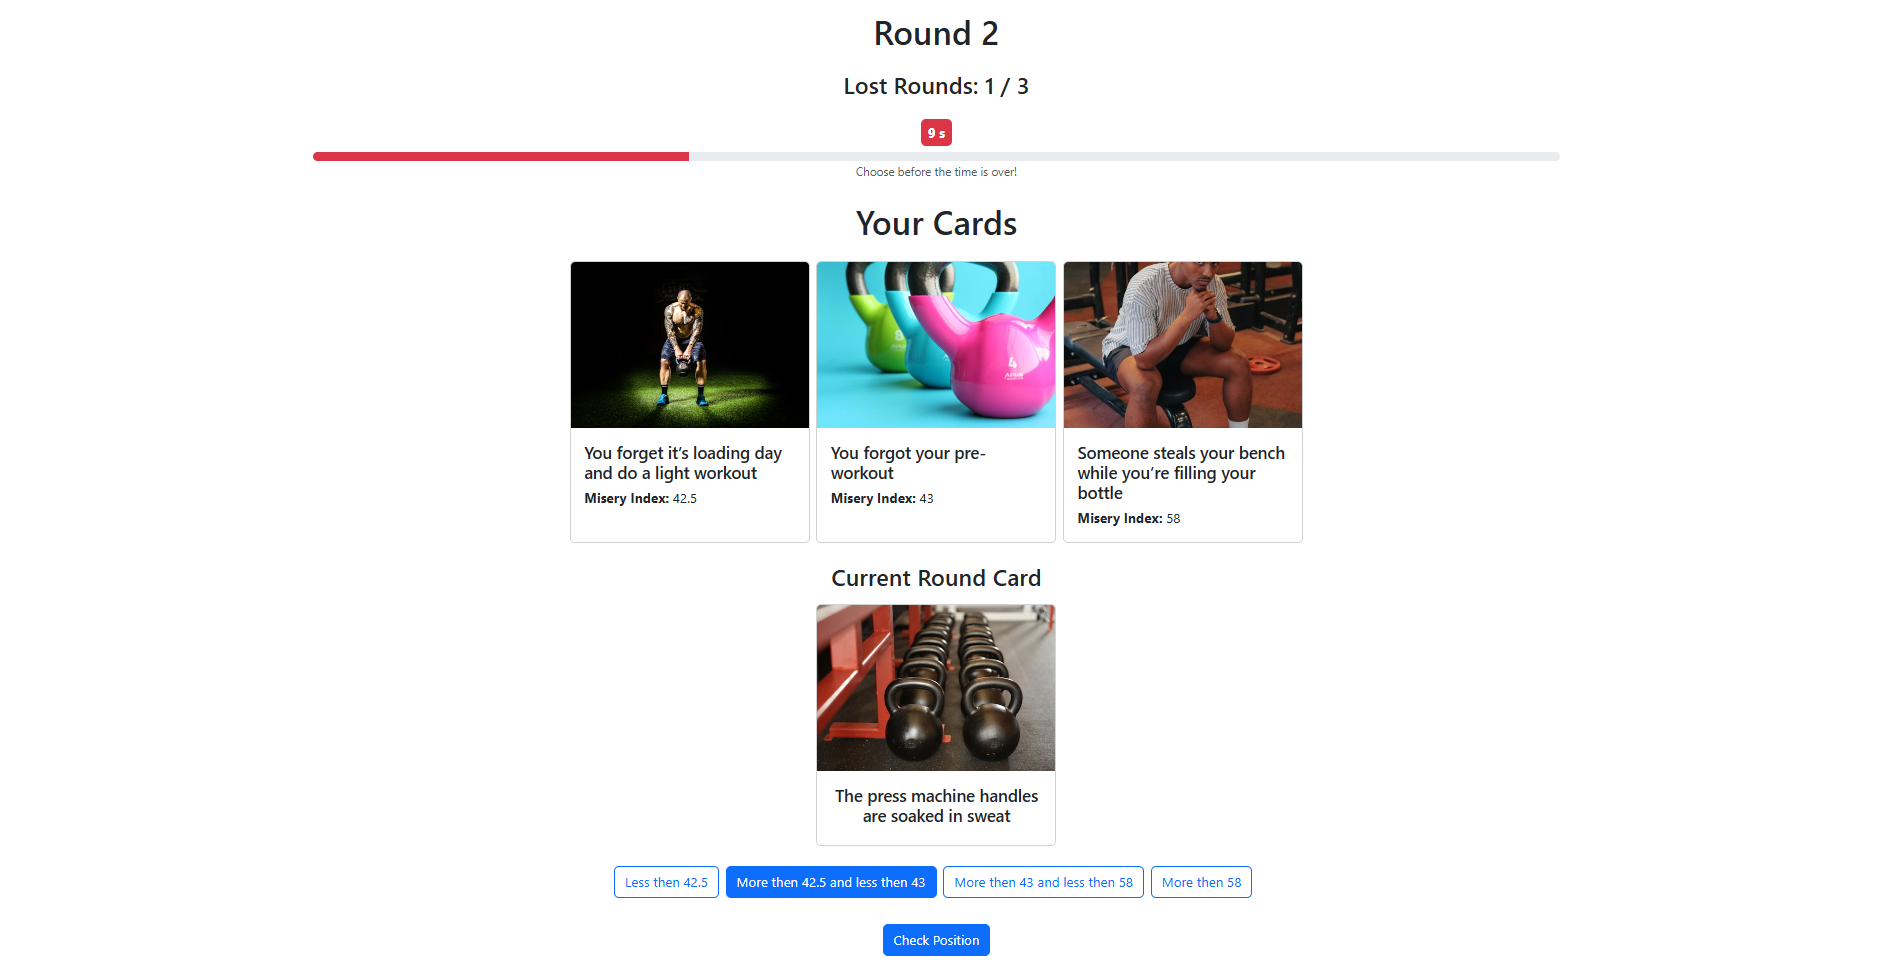 Round 2
Lost Rounds: 1 / 3
9 s
Choose before the time is over!
Your Cards
You forget it’s loading day
and do a light workout
Misery Index: 42.5
8
4
You forgot your pre-
workout
Misery Index: 43
Someone steals your bench
while you’re filling your
bottle
Misery Index: 58
Current Round Card
The press machine handles
are soaked in sweat
Less then 42.5
More then 42.5 and less then 43
More then 43 and less then 58
More then 58
Check Position